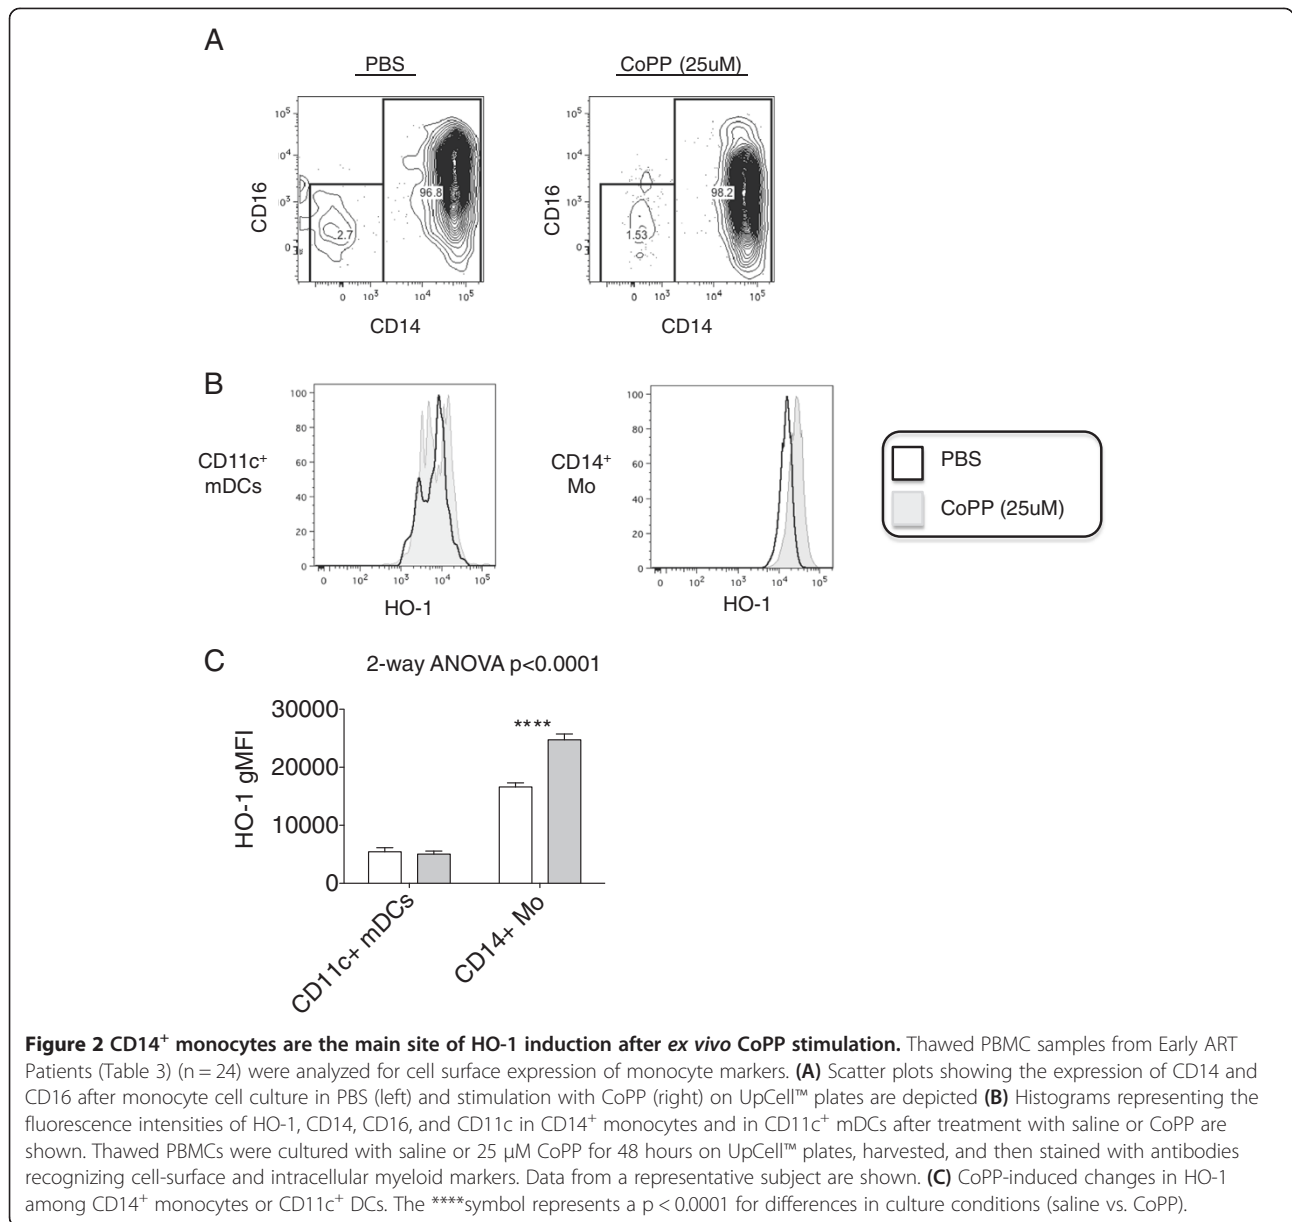 A
PBS
CoPP (25uM)
10⁵
10⁴
10³
0
CD16
96.8
2.7
0 10³ 10⁴ 10⁵
CD14
10⁵
10⁴
10³
0
CD16
98.2
1.53
0 10³ 10⁴ 10⁵
CD14
B
CD11c⁺
mDCs
100
80
60
40
20
0
0 10² 10³ 10⁴ 10⁵
HO-1
CD14⁺
Mo
100
80
60
40
20
0
0 10² 10³ 10⁴ 10⁵
HO-1
PBS
CoPP (25uM)
C
2-way ANOVA p<0.0001
HO-1 gMFI
30000
20000
10000
0
****
CD11c+ mDCs
CD14+ Mo
Figure 2 CD14⁺ monocytes are the main site of HO-1 induction after ex vivo CoPP stimulation. Thawed PBMC samples from Early ART
Patients (Table 3) (n = 24) were analyzed for cell surface expression of monocyte markers. (A) Scatter plots showing the expression of CD14 and
CD16 after monocyte cell culture in PBS (left) and stimulation with CoPP (right) on UpCell™ plates are depicted (B) Histograms representing the
fluorescence intensities of HO-1, CD14, CD16, and CD11c in CD14⁺ monocytes and in CD11c⁺ mDCs after treatment with saline or CoPP are
shown. Thawed PBMCs were cultured with saline or 25 μM CoPP for 48 hours on UpCell™ plates, harvested, and then stained with antibodies
recognizing cell-surface and intracellular myeloid markers. Data from a representative subject are shown. (C) CoPP-induced changes in HO-1
among CD14⁺ monocytes or CD11c⁺ DCs. The ****symbol represents a p < 0.0001 for differences in culture conditions (saline vs. CoPP).